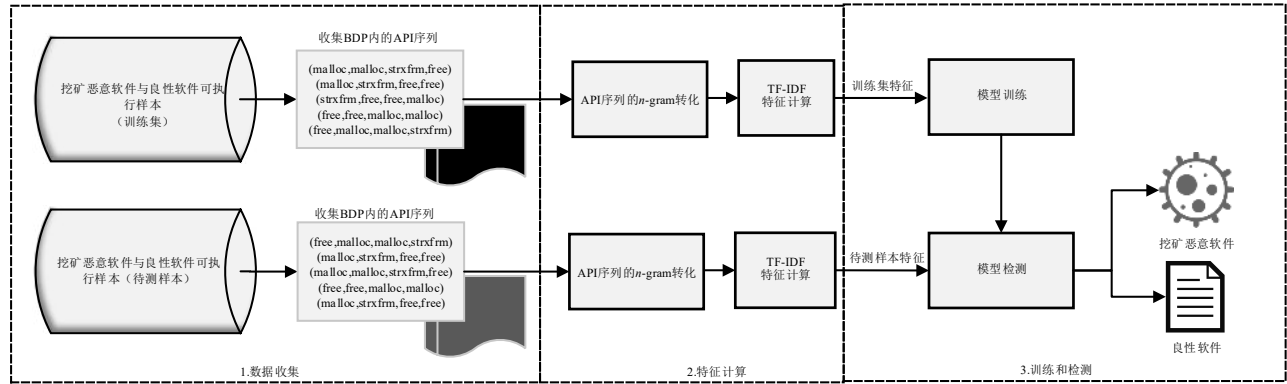 挖矿恶意软件与良性软件可执
行样本
（训练集）
收集BDP内的API序列
(malloc,malloc,strxfrm,free)
(malloc,strxfrm,free,free)
(strxfrm,free,free,malloc)
(free,free,malloc,malloc)
(free,malloc,malloc,strxfrm)
API序列的n-gram转化
TF-IDF
特征计算
训练集特征
模型训练
挖矿恶意软件与良性软件可执
行样本（待测样本）
收集BDP内的API序列
(free,malloc,malloc,strxfrm)
(malloc,strxfrm,free,free)
(malloc,malloc,strxfrm,free)
(free,free,malloc,malloc)
(malloc,strxfrm,free,free)
API序列的n-gram转化
TF-IDF
特征计算
待测样本特征
模型检测
挖矿恶意软件
良性软件
1.数据收集
2.特征计算
3.训练和检测